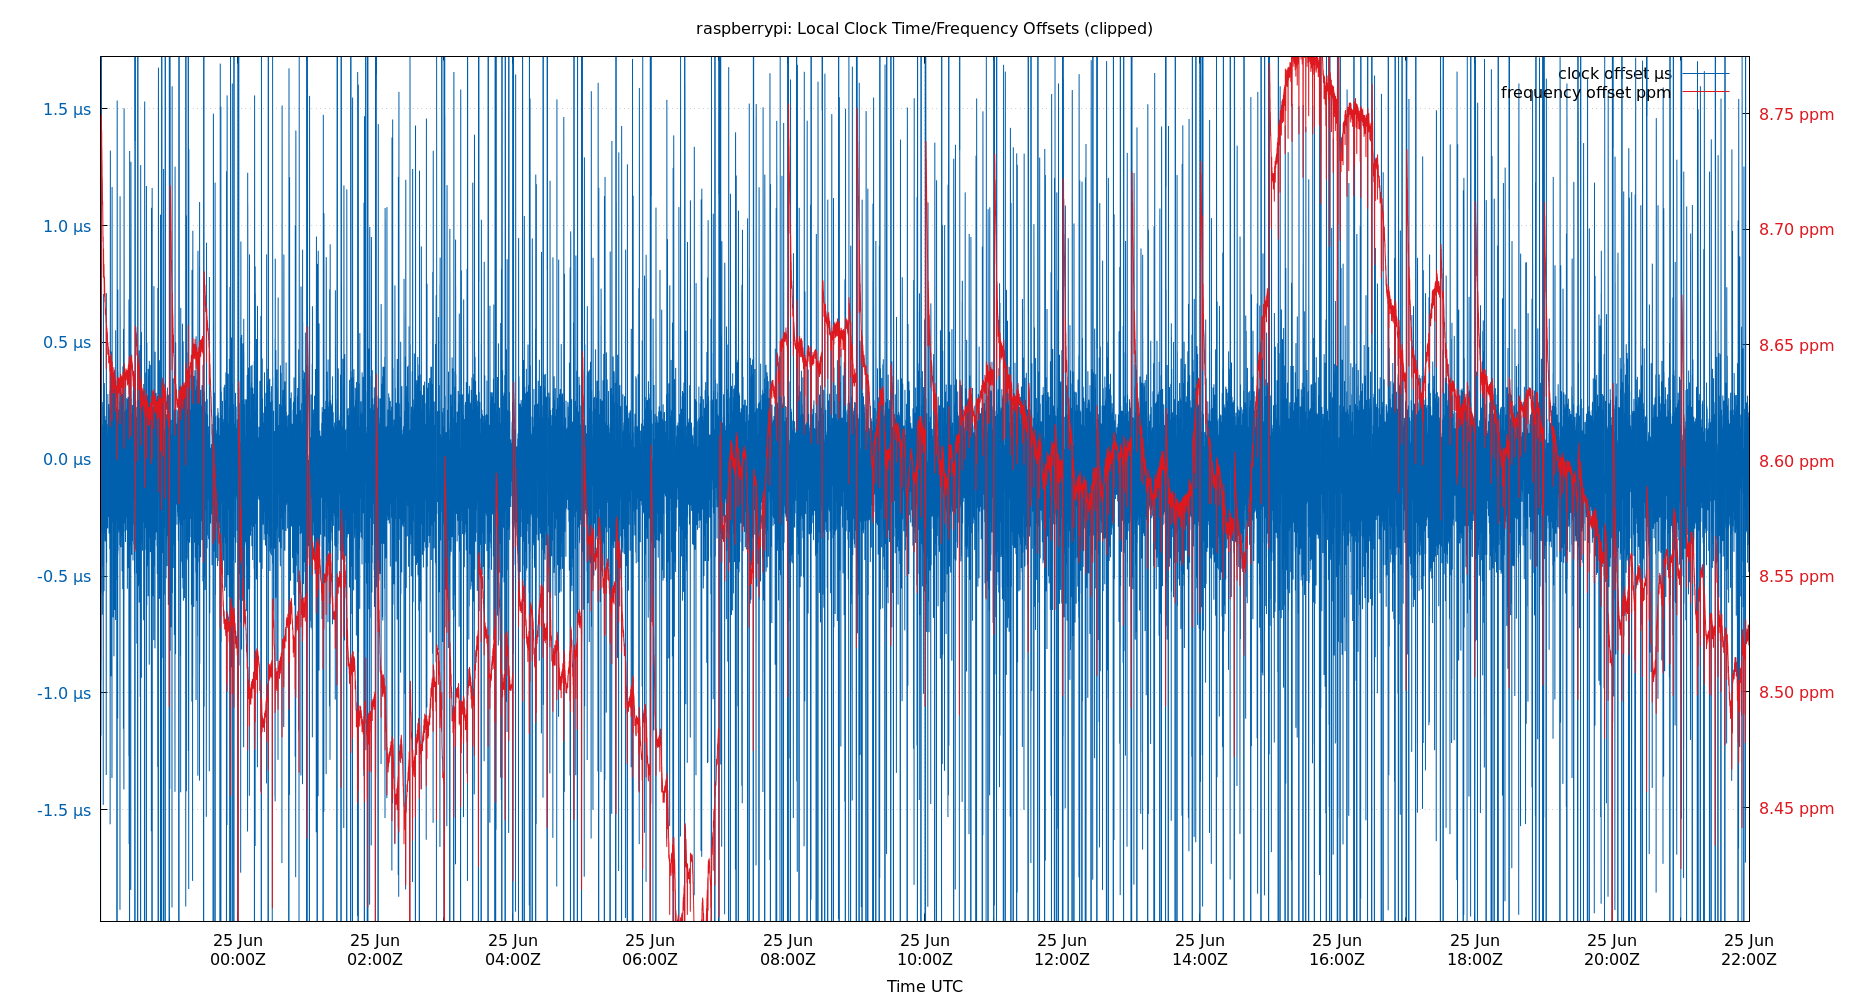 raspberrypi: Local Clock Time/Frequency Offsets (clipped)
clock offset µs
frequency offset ppm
1.5 µs
1.0 µs
0.5 µs
0.0 µs
-0.5 µs
-1.0 µs
-1.5 µs
8.75 ppm
8.70 ppm
8.65 ppm
8.60 ppm
8.55 ppm
8.50 ppm
8.45 ppm
25 Jun 25 Jun 25 Jun 25 Jun 25 Jun 25 Jun 25 Jun 25 Jun 25 Jun 25 Jun 25 Jun 25 Jun
00:00Z 02:00Z 04:00Z 06:00Z 08:00Z 10:00Z 12:00Z 14:00Z 16:00Z 18:00Z 20:00Z 22:00Z
Time UTC